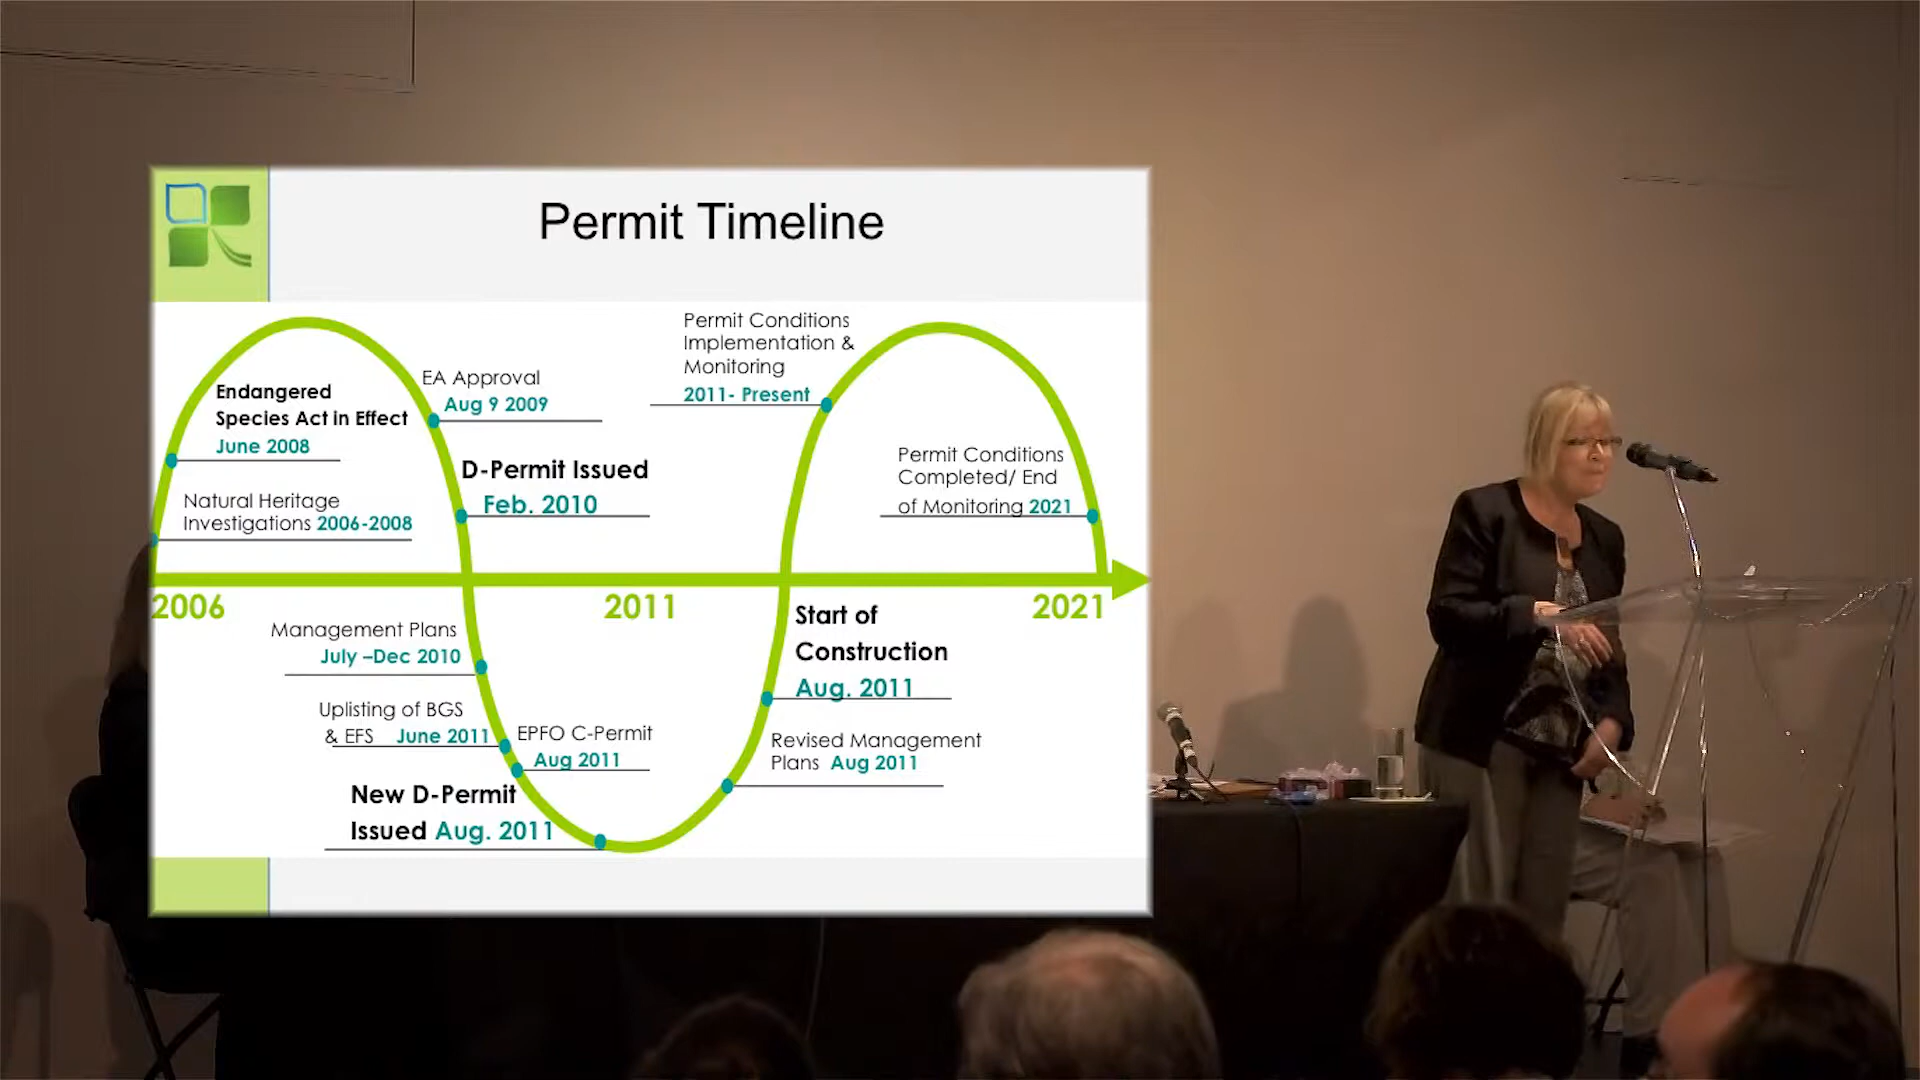 Permit Timeline
Natural Heritage
Investigations 2006-2008
Endangered
Species Act in Effect
June 2008
EA Approval
Aug 9 2009
D-Permit Issued
Feb. 2010
Permit Conditions
Implementation &
Monitoring
2011- Present
Permit Conditions
Completed/ End
of Monitoring 2021
2006
2011
2021
Management Plans
July –Dec 2010
Uplisting of BGS
& EFS June 2011
EPFO C-Permit
Aug 2011
New D-Permit
Issued Aug. 2011
Revised Management
Plans Aug 2011
Start of
Construction
Aug. 2011